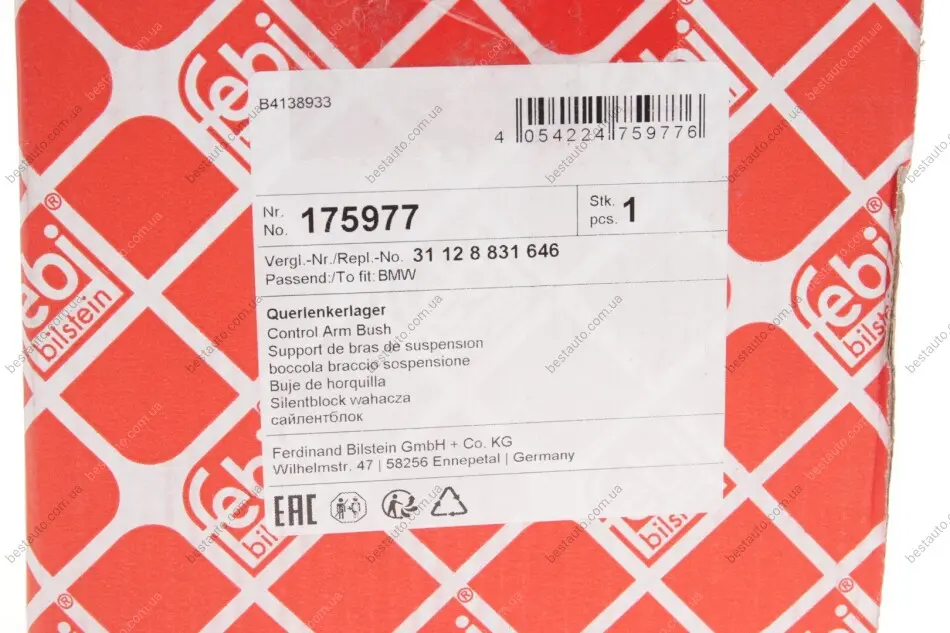 febi
febi
B4138933
4 054224 759776
Nr.
No. 175977
Stk.
pcs. 1
Vergl.-Nr./Repl.-No. 31 12 8 831 646
Passend:/To fit: BMW
febi
bilstein
febi
bilstein
Querlenkerlager
Control Arm Bush
Support de bras de suspension
boccola braccio sospensione
Buje de horquilla
Silentblock wahacza
сайлентблок
Ferdinand Bilstein GmbH + Co. KG
Wilhelmstr. 47 | 58256 Ennepetal | Germany
EAC
febi
bilstein
bestauto.com.ua